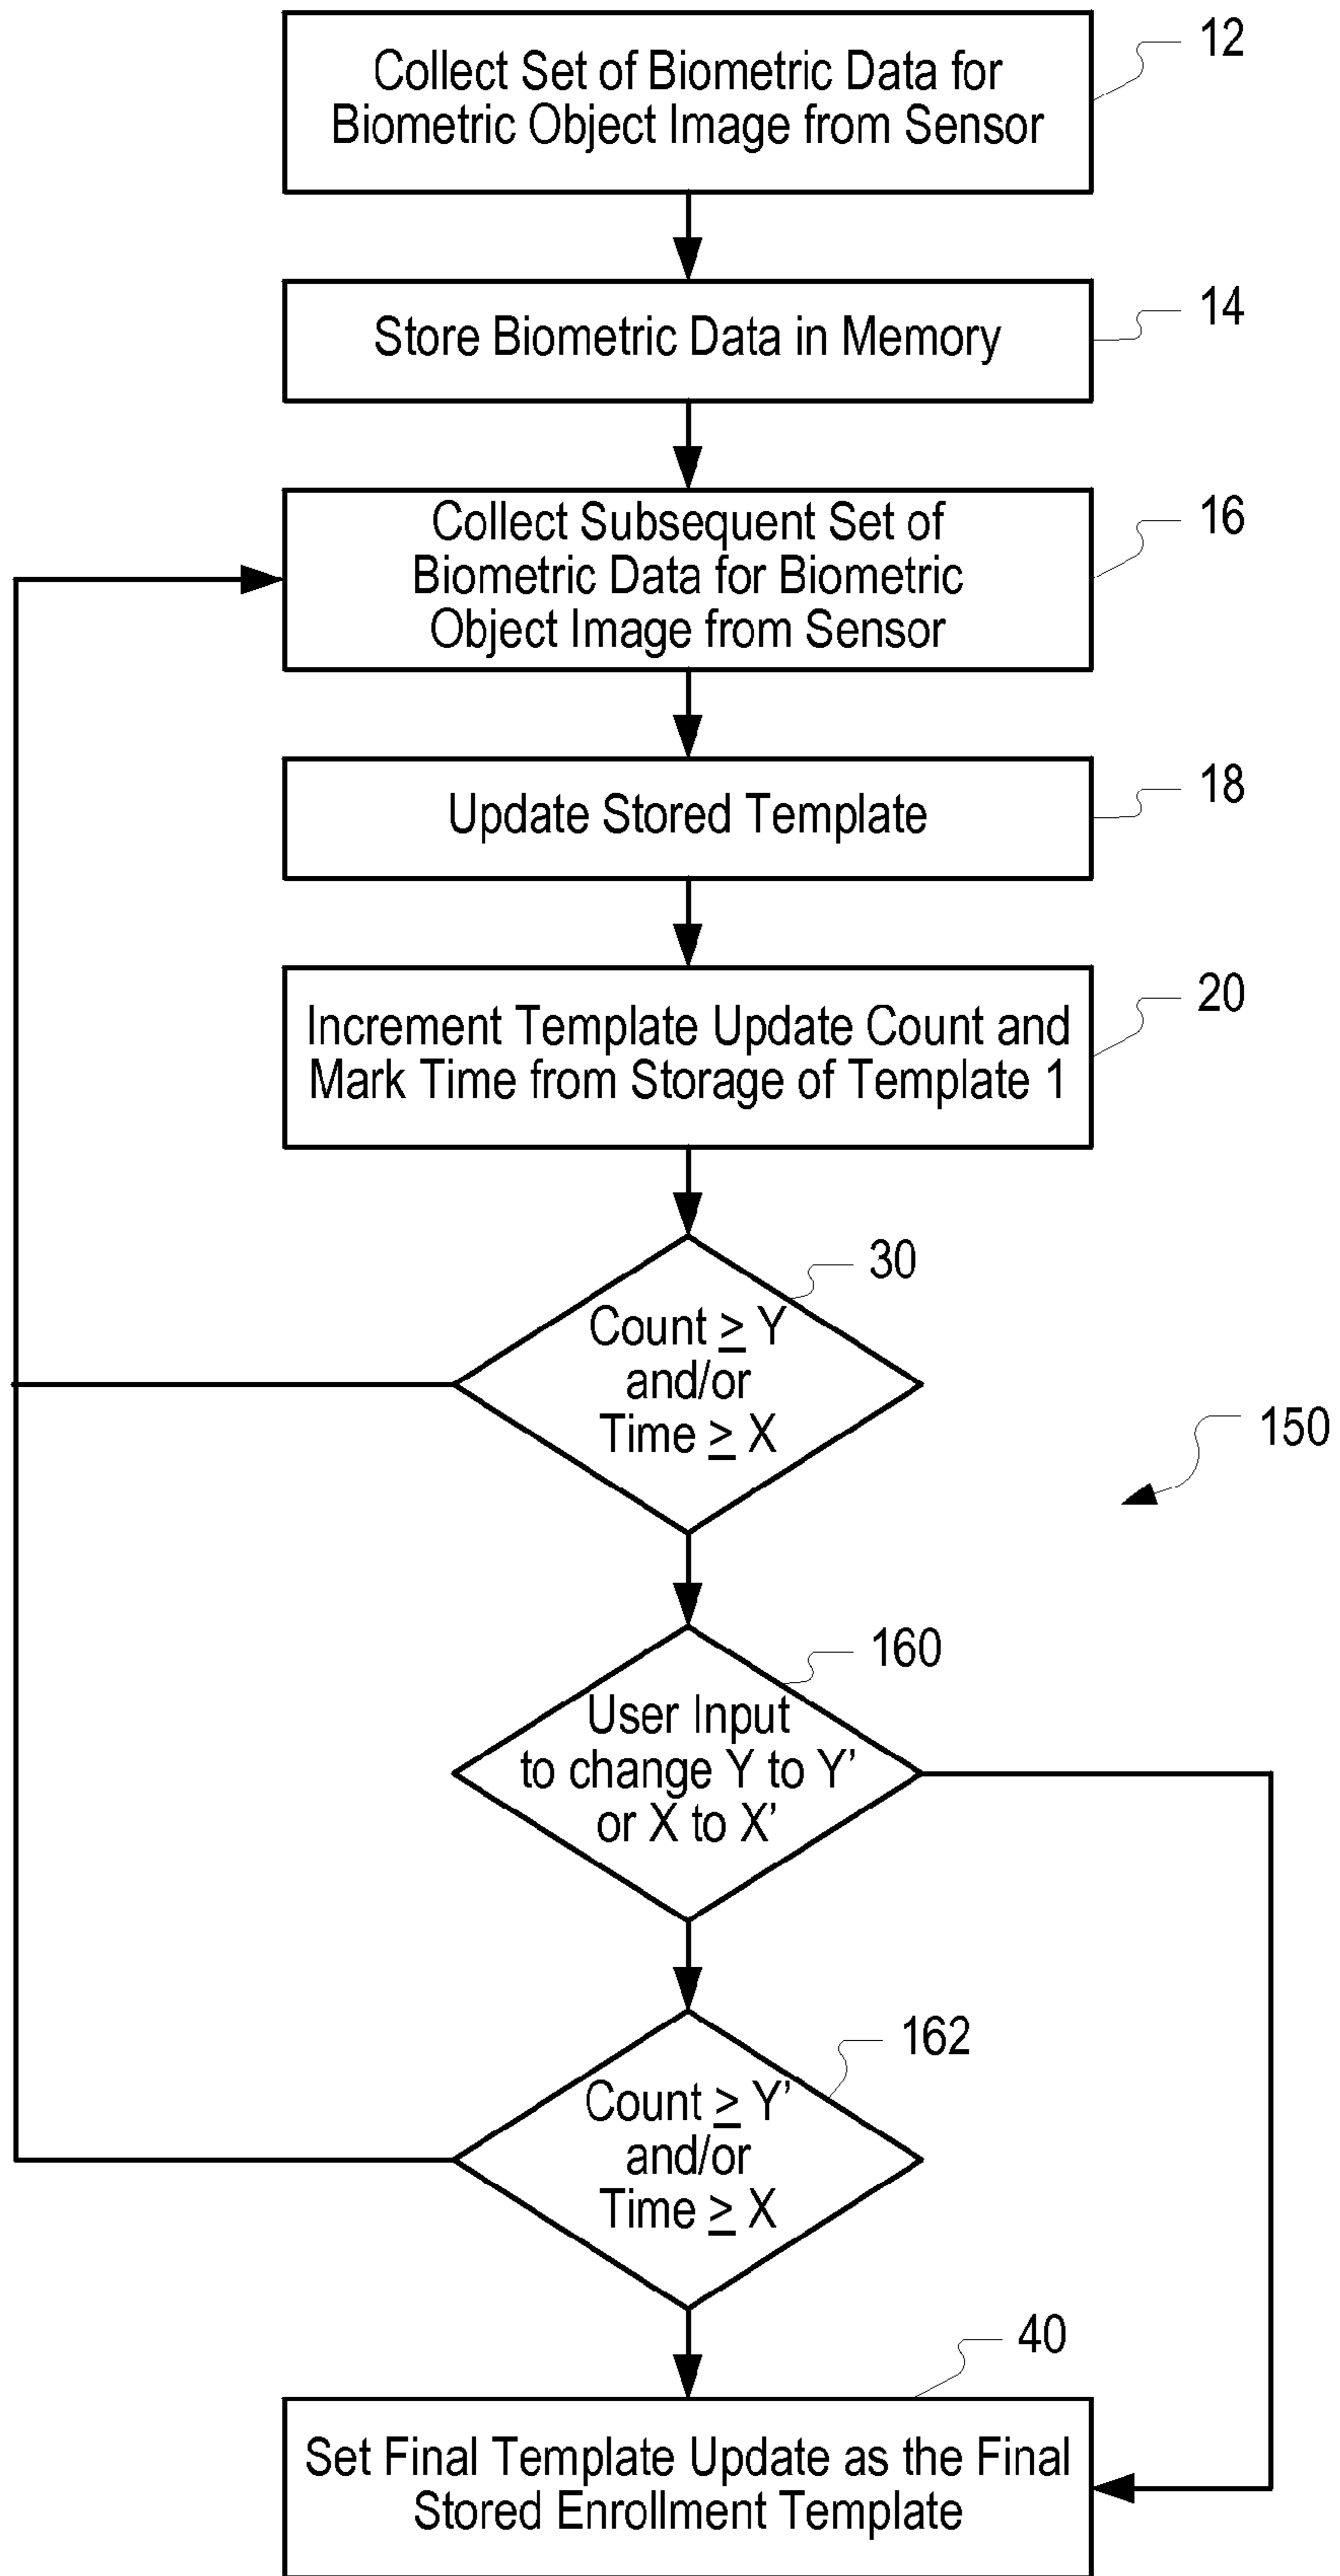 Collect Set of Biometric Data for
Biometric Object Image from Sensor
12
Store Biometric Data in Memory
14
Collect Subsequent Set of
Biometric Data for Biometric
Object Image from Sensor
16
Update Stored Template
18
Increment Template Update Count and
Mark Time from Storage of Template 1
20
30
Count ≥ Y
and/or
Time ≥ X
150
160
User Input
to change Y to Y’
or X to X’
162
Count ≥ Y’
and/or
Time ≥ X
40
Set Final Template Update as the Final
Stored Enrollment Template